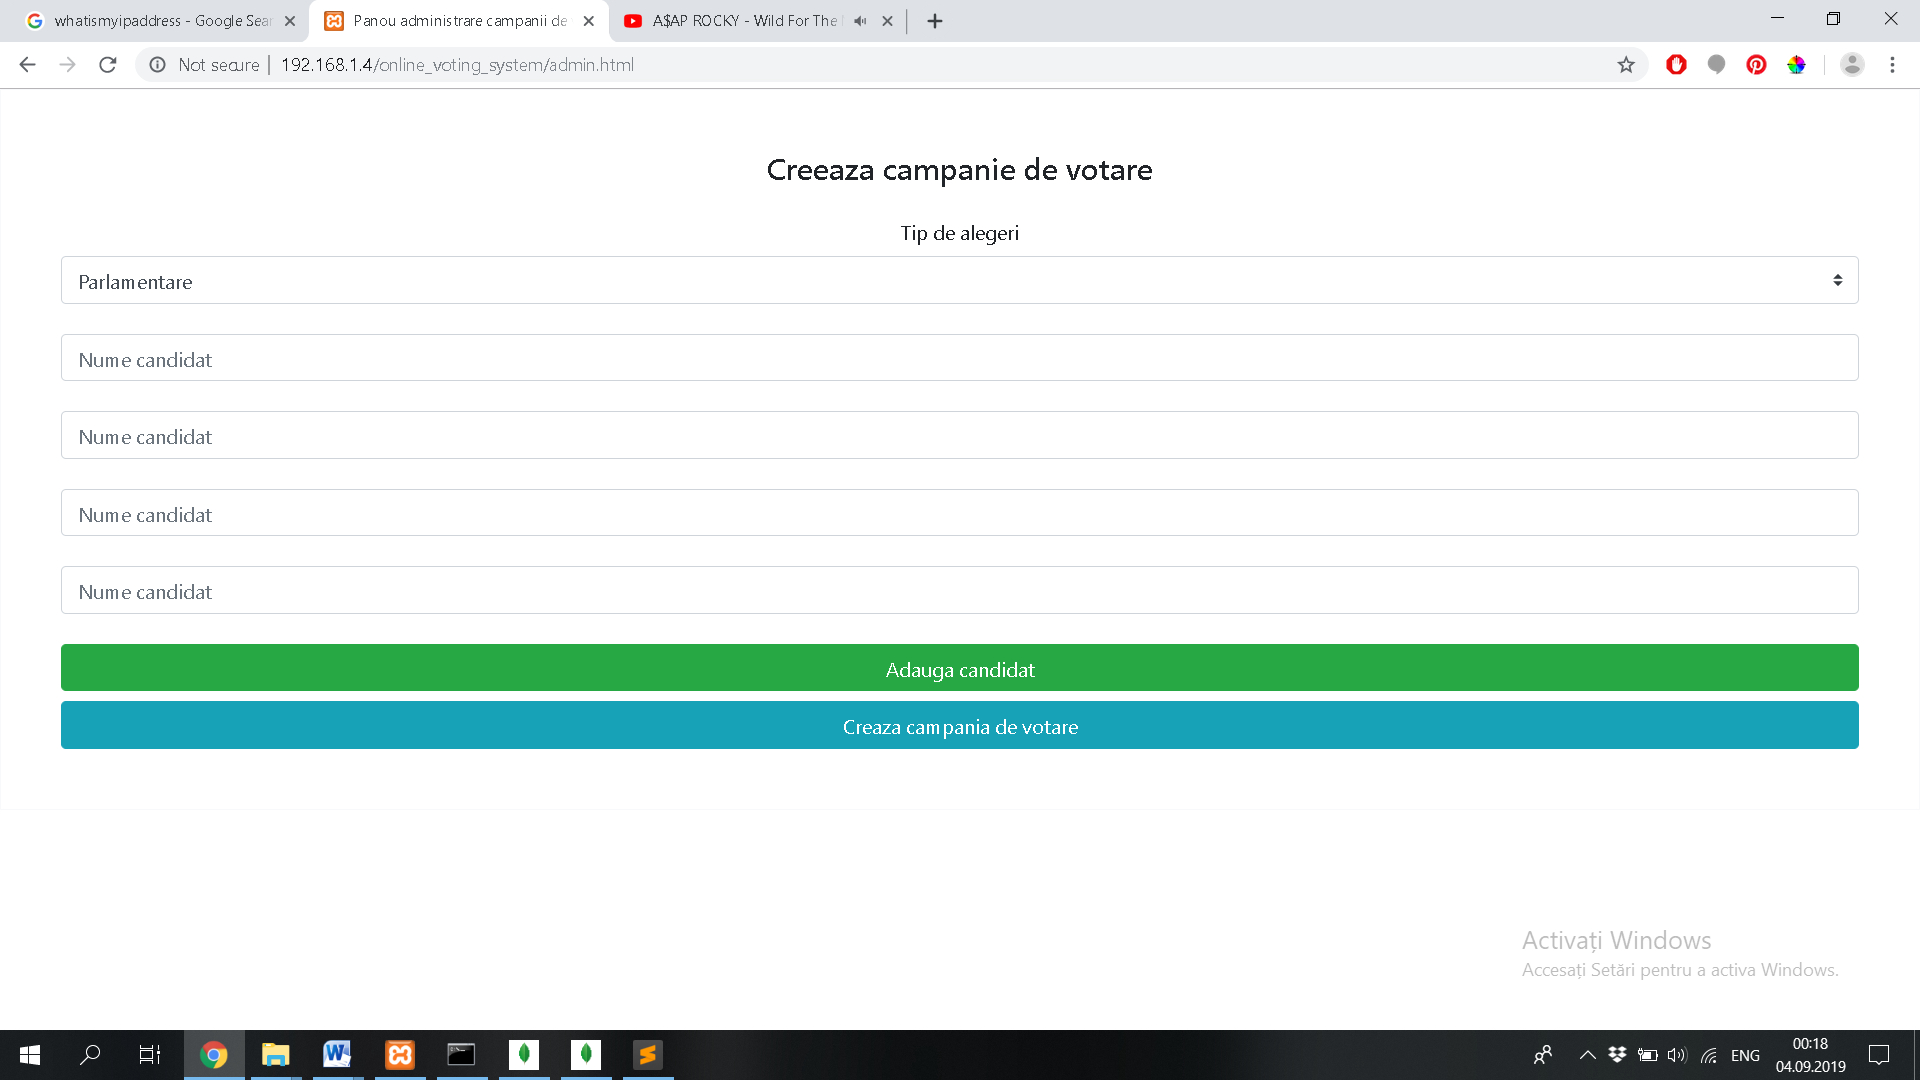 whatismyipaddress - Google Sear
Panou administrare campanii de
A$AP ROCKY - Wild For The
Not secure | 192.168.1.4/online_voting_system/admin.html
Creeaza campanie de votare
Tip de alegeri
Parlamentare
Nume candidat
Nume candidat
Nume candidat
Nume candidat
Adauga candidat
Creaza campania de votare
Activați Windows
Accesați Setări pentru a activa Windows.
ENG
00:18
04.09.2019